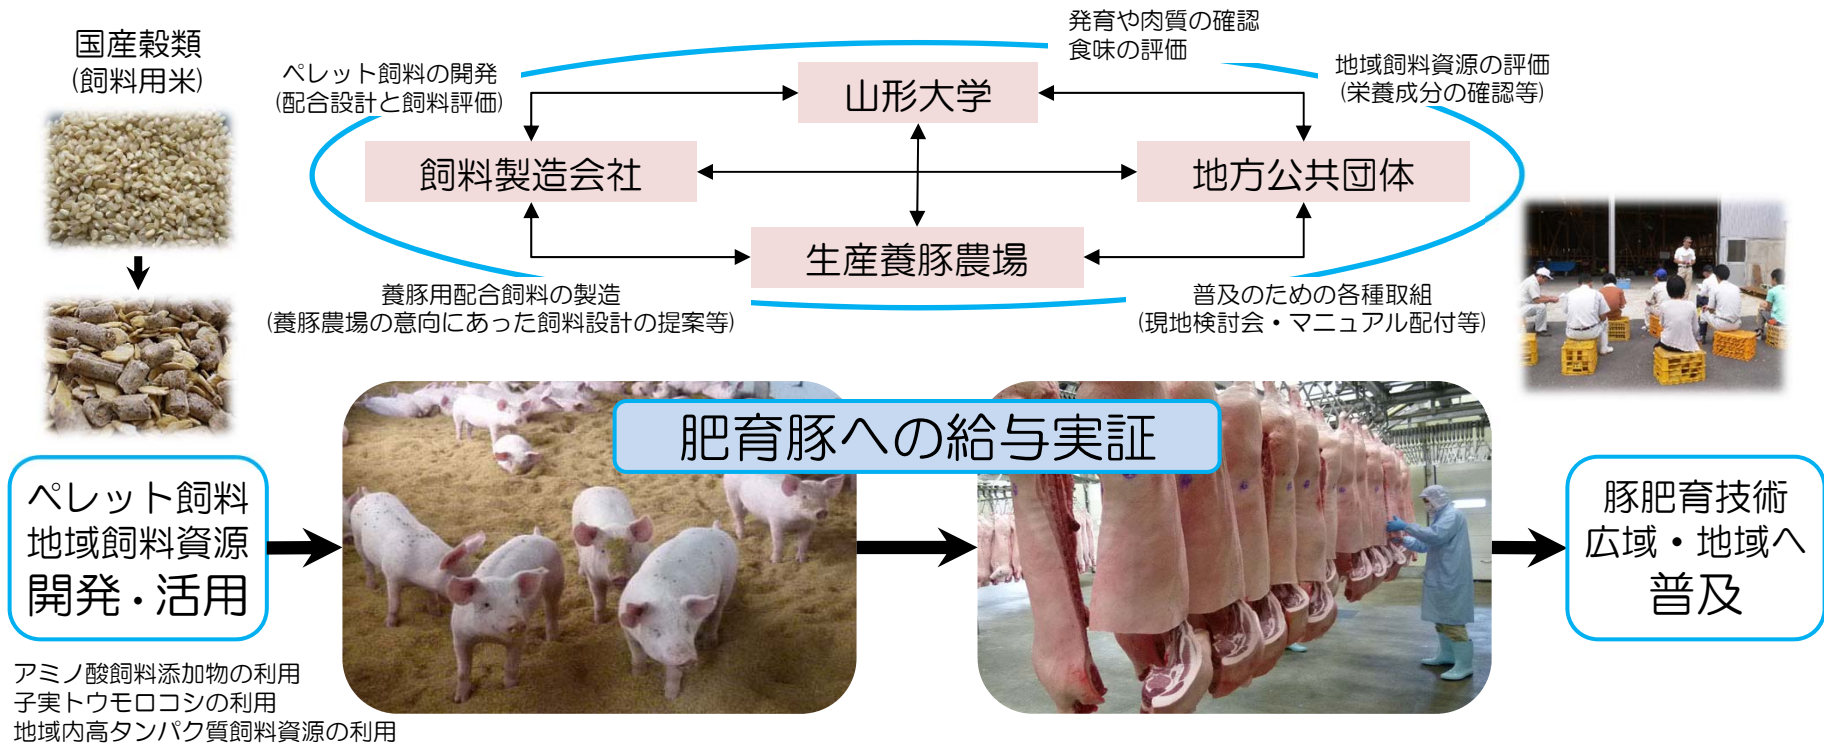 国産穀類
(飼料用米)
ペレット飼料の開発
(配合設計と飼料評価)
発育や肉質の確認
食味の評価
地域飼料資源の評価
(栄養成分の確認等)
山形大学
飼料製造会社
地方公共団体
生産養豚農場
養豚用配合飼料の製造
(養豚農場の意向にあった飼料設計の提案等)
普及のための各種取組
(現地検討会・マニュアル配付等)
肥育豚への給与実証
ペレット飼料
地域飼料資源
開発・活用
豚肥育技術
広域・地域へ
普及
アミノ酸飼料添加物の利用
子実トウモロコシの利用
地域内高タンパク質飼料資源の利用